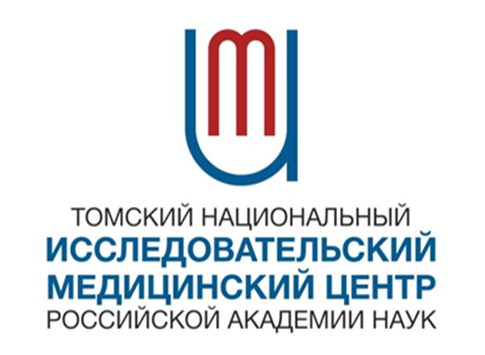 ТОМСКИЙ НАЦИОНАЛЬНЫЙ
ИССЛЕДОВАТЕЛЬСКИЙ
МЕДИЦИНСКИЙ ЦЕНТР
РОССИЙСКОЙ АКАДЕМИИ НАУК